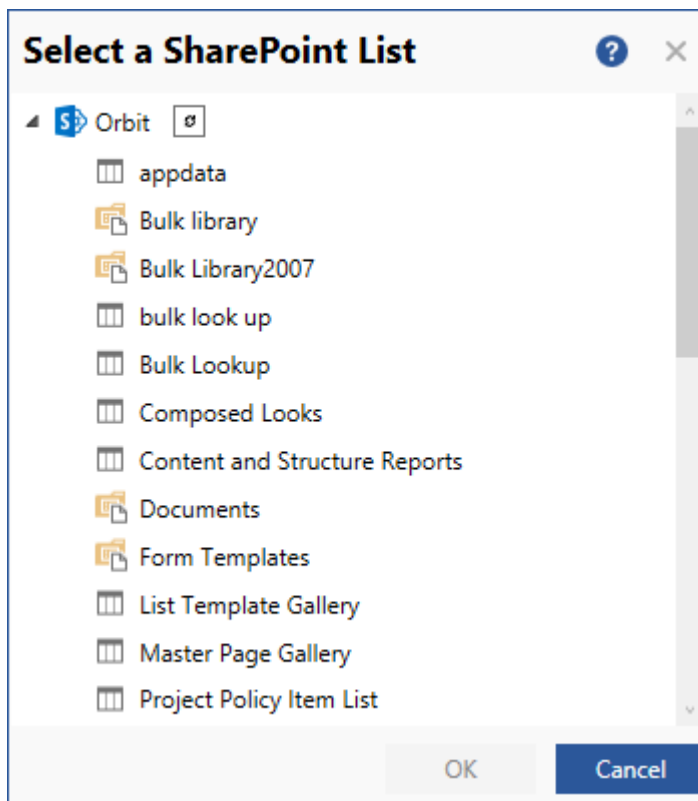 Select a SharePoint List
Orbit
appdata
Bulk library
Bulk Library2007
bulk look up
Bulk Lookup
Composed Looks
Content and Structure Reports
Documents
Form Templates
List Template Gallery
Master Page Gallery
Project Policy Item List
OK
Cancel